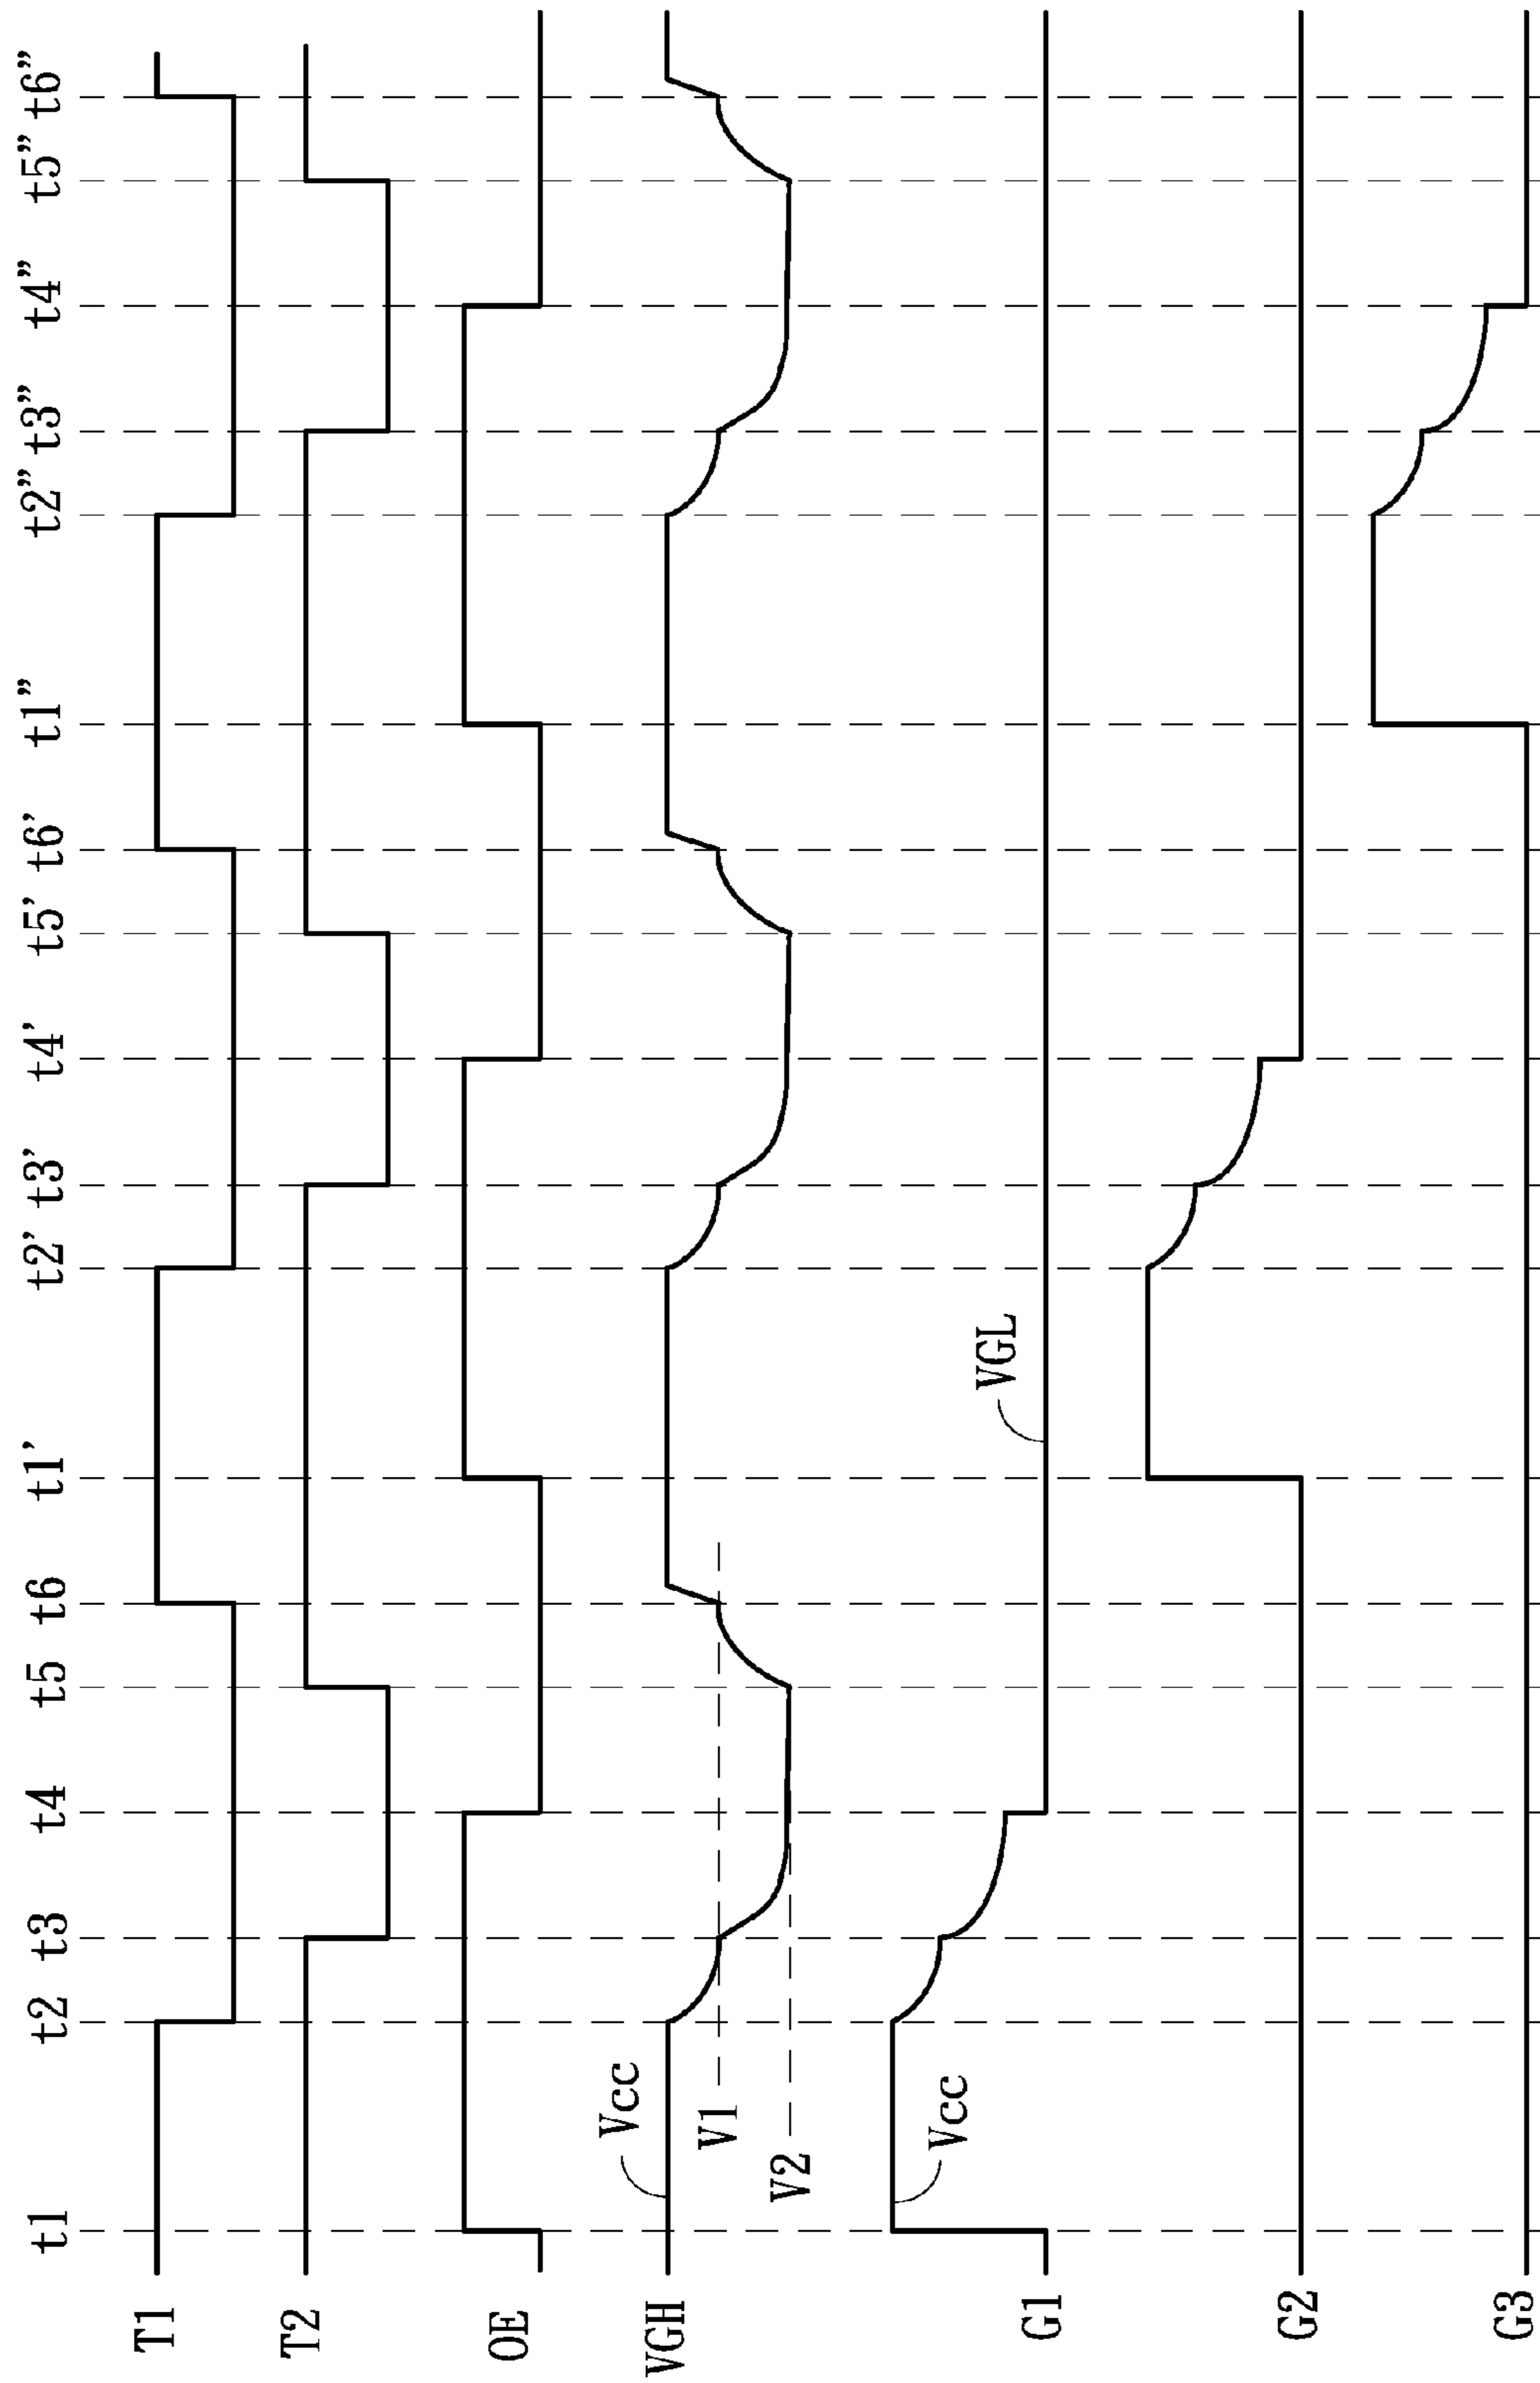 t1 t2 t3 t4 t5 t6 t1' t2' t3' t4' t5' t6' t1” t2” t3” t4” t5” t6”
T1
T2
OE
Vcc
VGH
V1
V2
Vcc
VGL
G1
G2
G3